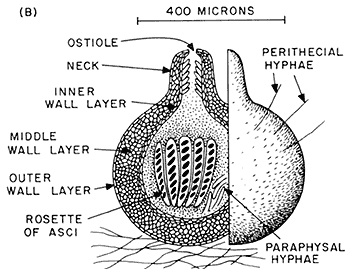 (B)
400 MICRONS
OSTIOLE
NECK
PERITHECIAL
HYPHAE
INNER
WALL LAYER
MIDDLE
WALL LAYER
OUTER
WALL LAYER
ROSETTE
OF ASCI
PARAPHYSAL
HYPHAE